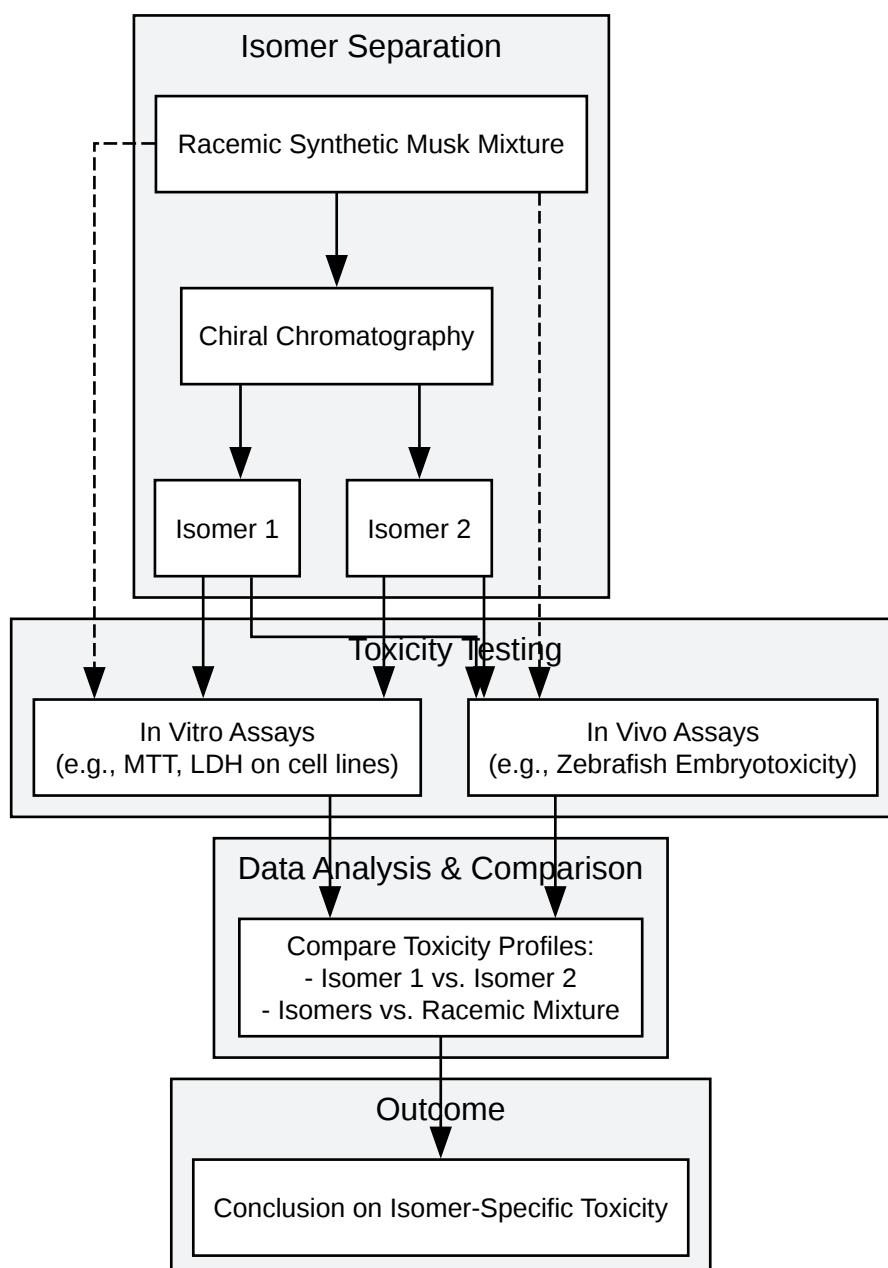 Isomer Separation
Racemic Synthetic Musk Mixture
Chiral Chromatography
Isomer 1
Isomer 2
Toxicity Testing
In Vitro Assays
(e.g., MTT, LDH on cell lines)
In Vivo Assays
(e.g., Zebrafish Embryotoxicity)
Data Analysis & Comparison
Compare Toxicity Profiles:
- Isomer 1 vs. Isomer 2
- Isomers vs. Racemic Mixture
Outcome
Conclusion on Isomer-Specific Toxicity